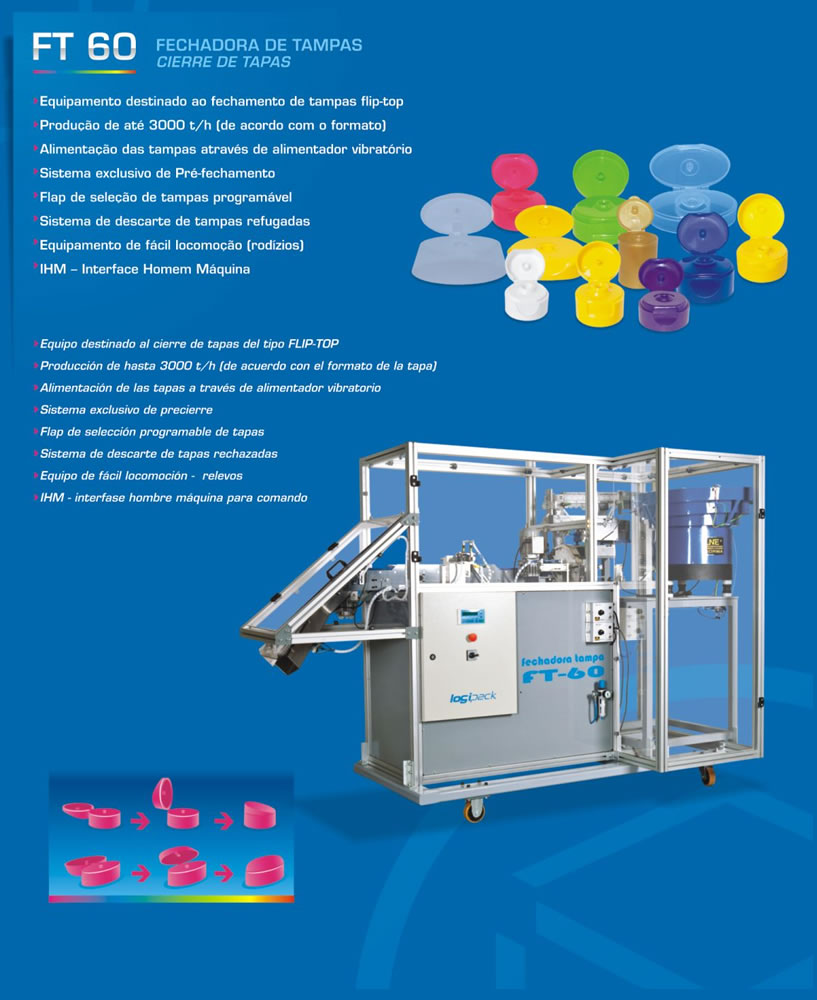 FT 60
FECHADORA DE TAMPAS
CIERRE DE TAPAS
Equipamento destinado ao fechamento de tampas flip-top
Produção de até 3000 t/h (de acordo com o formato)
Alimentação das tampas através de alimentador vibratório
Sistema exclusivo de Pré-fechamento
Flap de seleção de tampas programável
Sistema de descarte de tampas refugadas
Equipamento de fácil locomoção (rodízios)
IHM – Interface Homem Máquina
Equipo destinado al cierre de tapas del tipo FLIP-TOP
Producción de hasta 3000 t/h (de acuerdo con el formato de la tapa)
Alimentación de las tapas a través de alimentador vibratorio
Sistema exclusivo de precierre
Flap de selección programable de tapas
Sistema de descarte de tapas rechazadas
Equipo de fácil locomoción - relevos
IHM - interfase hombre máquina para comando
fechadora tampa
FT-60
logipack